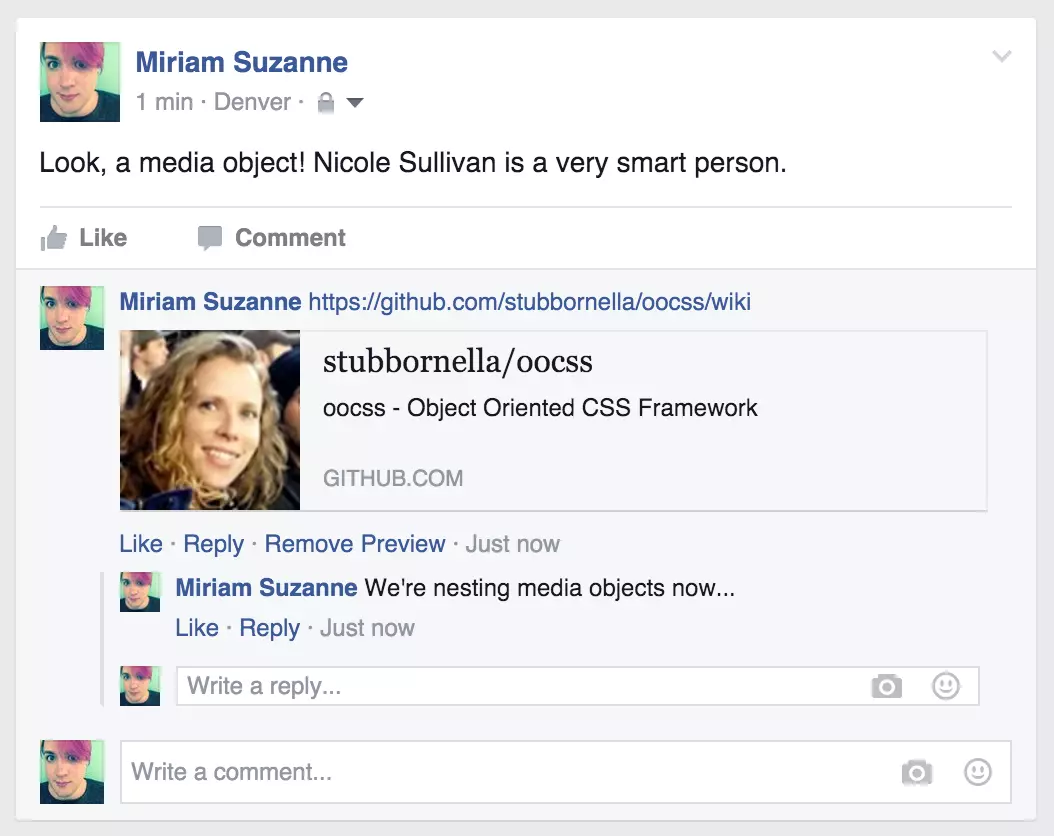 Miriam Suzanne
1 min · Denver ·
Look, a media object! Nicole Sullivan is a very smart person.
Like Comment
Miriam Suzanne https://github.com/stubbornella/oocss/wiki
stubbornella/oocss
oocss - Object Oriented CSS Framework
GITHUB.COM
Like · Reply · Remove Preview · Just now
Miriam Suzanne We're nesting media objects now...
Like · Reply · Just now
Write a reply...
Write a comment...